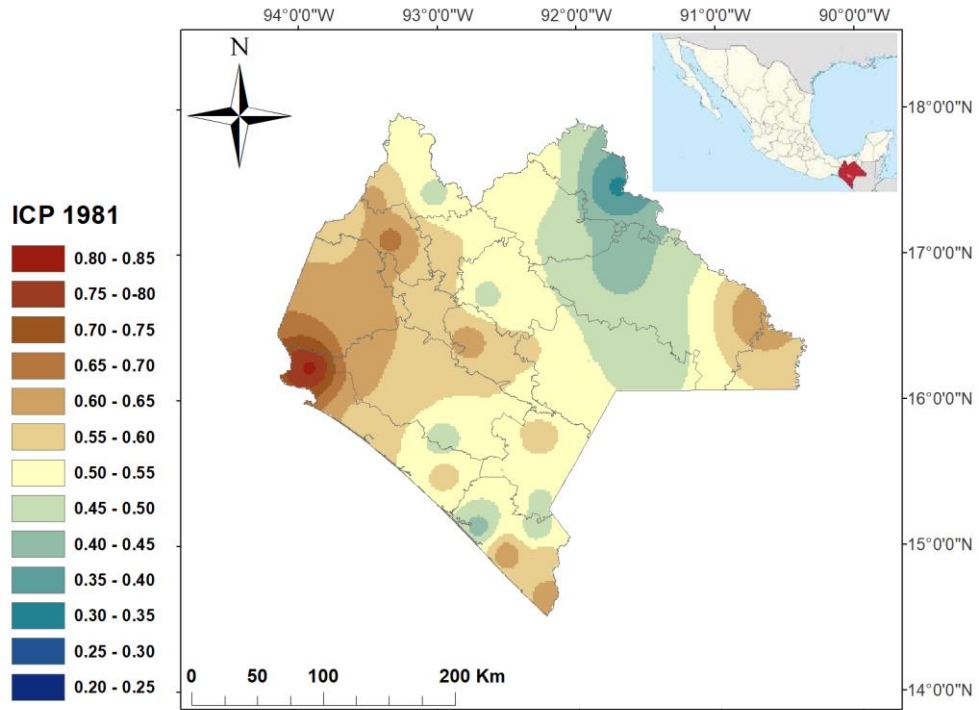 94°0'0"W 93°0'0"W 92°0'0"W 91°0'0"W 90°0'0"W
N
18°0'0"N
17°0'0"N
16°0'0"N
15°0'0"N
14°0'0"N
ICP 1981
0.80 - 0.85
0.75 - 0-80
0.70 - 0.75
0.65 - 0.70
0.60 - 0.65
0.55 - 0.60
0.50 - 0.55
0.45 - 0.50
0.40 - 0.45
0.35 - 0.40
0.30 - 0.35
0.25 - 0.30
0.20 - 0.25
0 50 100 200 Km